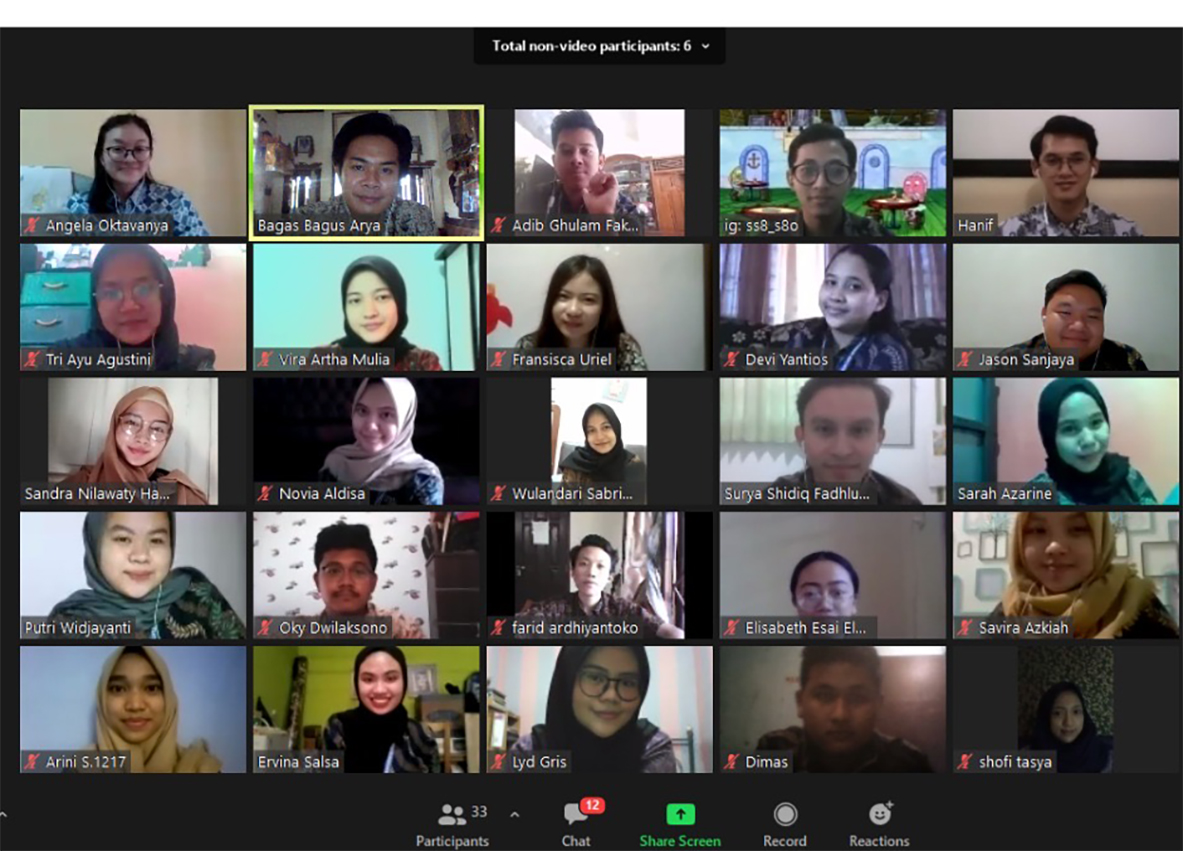 Total non-video participants: 6
Angela Oktavanya
Bagas Bagus Arya
Adib Ghulam Fak...
ig: ss8_s8o
Hanif
Tri Ayu Agustini
Vira Artha Mulia
Fransisca Uriel
Devi Yantios
Jason Sanjaya
Sandra Nilawaty Ha...
Novia Aldisa
Wulandari Sabri...
Surya Shidiq Fadhlu...
Sarah Azarine
Putri Widjayanti
Oky Dwilaksono
farid ardhiyantoko
Elisabeth Esai El...
Savira Azkiah
Arini S.1217
Ervina Salsa
Lyd Gris
Dimas
shofi tasya
33
12
Participants
Chat
Share Screen
Record
Reactions